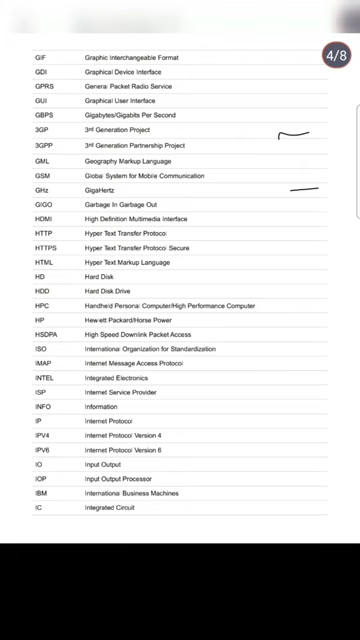 4/8
GIF Graphic Interchangeable Format
GDI Graphical Device Interface
GPRS General Packet Radio Service
GUI Graphical User Interface
GBPS Gigabytes/Gigabits Per Second
3GP 3rd Generation Project
3GPP 3rd Generation Partnership Project
GML Geography Markup Language
GSM Global System for Mobile Communication
GHz GigaHertz
GIGO Garbage In Garbage Out
HDMI High Definition Multimedia Interface
HTTP Hyper Text Transfer Protocol
HTTPS Hyper Text Transfer Protocol Secure
HTML Hyper Text Markup Language
HD Hard Disk
HDD Hard Disk Drive
HPC Handheld Personal Computer/High Performance Computer
HP Hewlett Packard/Horse Power
HSDPA High Speed Downlink Packet Access
ISO International Organization for Standardization
IMAP Internet Message Access Protocol
INTEL Integrated Electronics
ISP Internet Service Provider
INFO Information
IP Internet Protocol
IPV4 Internet Protocol Version 4
IPV6 Internet Protocol Version 6
IO Input Output
IOP Input Output Processor
IBM International Business Machines
IC Integrated Circuit